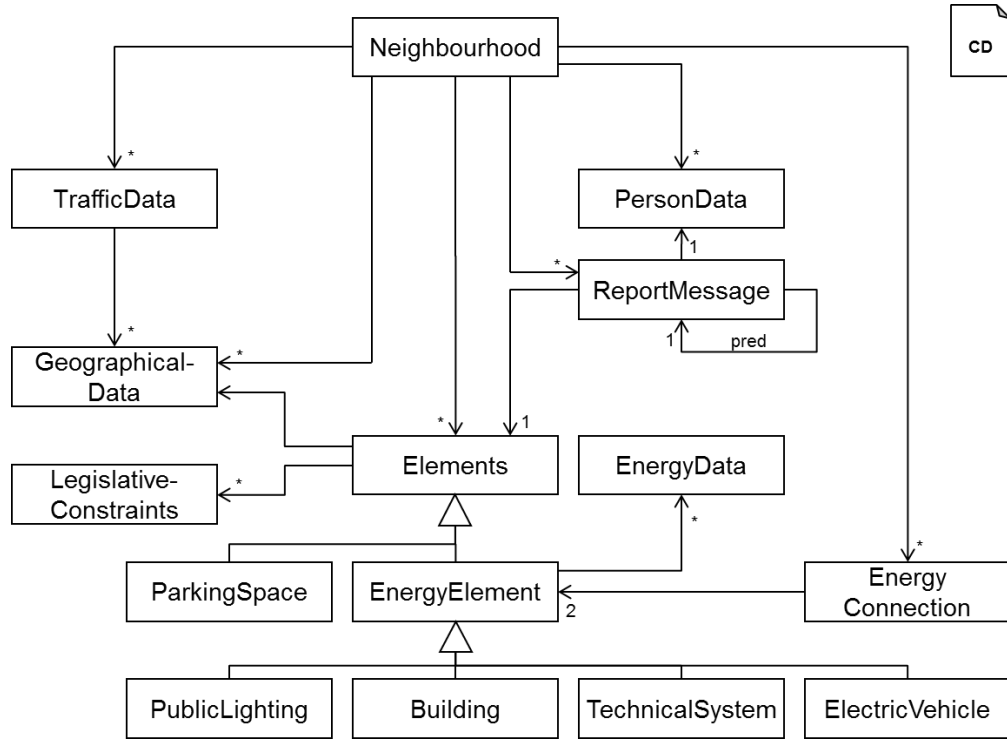 CD
Neighbourhood
*
*
TrafficData
PersonData
1
*
ReportMessage
*
*
1
pred
Geographical-
Data
*
1
Elements
EnergyData
Legislative-
Constraints
*
*
*
ParkingSpace
EnergyElement
2
Energy
Connection
PublicLighting
Building
TechnicalSystem
ElectricVehicle